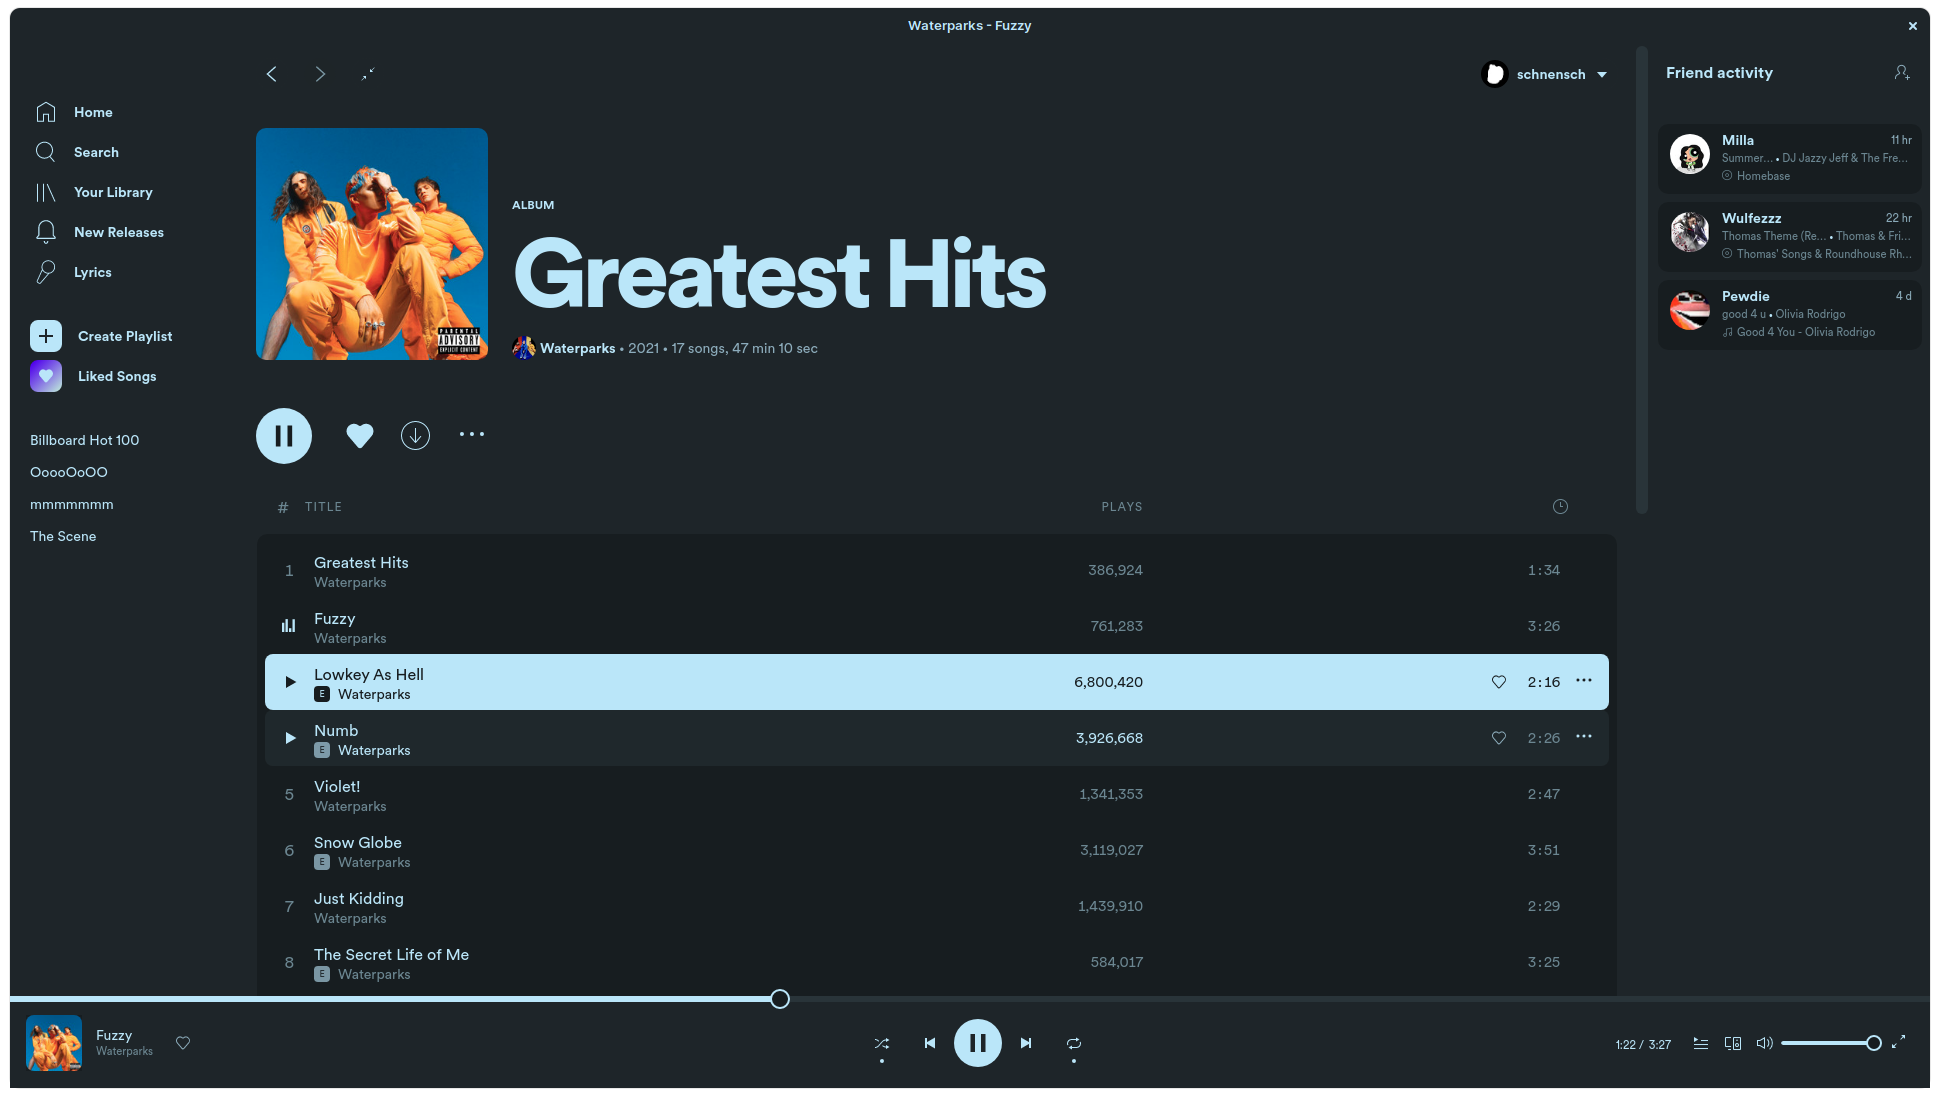 Waterparks - Fuzzy
schnensch
Home
Search
Your Library
New Releases
Lyrics
Create Playlist
Liked Songs
Billboard Hot 100
OoooOoOO
mmmmmmm
The Scene
PARENTAL
ADVISORY
EXPLICIT CONTENT
ALBUM
Greatest Hits
Waterparks • 2021 • 17 songs, 47 min 10 sec
# TITLE PLAYS
1 Greatest Hits 386,924 1:34
Waterparks
Fuzzy 761,283 3:26
Waterparks
Lowkey As Hell 6,800,420 2:16
E Waterparks
Numb 3,926,668 2:26
E Waterparks
5 Violet! 1,341,353 2:47
Waterparks
6 Snow Globe 3,119,027 3:51
E Waterparks
7 Just Kidding 1,439,910 2:29
Waterparks
8 The Secret Life of Me 584,017 3:25
E Waterparks
Friend activity
Milla 11 hr
Summer... • DJ Jazzy Jeff & The Fre...
Homebase
Wulfezzz 22 hr
Thomas Theme (Re... • Thomas & Fri...
Thomas' Songs & Roundhouse Rh...
Pewdie 4 d
good 4 u • Olivia Rodrigo
Good 4 You - Olivia Rodrigo
Fuzzy
Waterparks
1:22 / 3:27